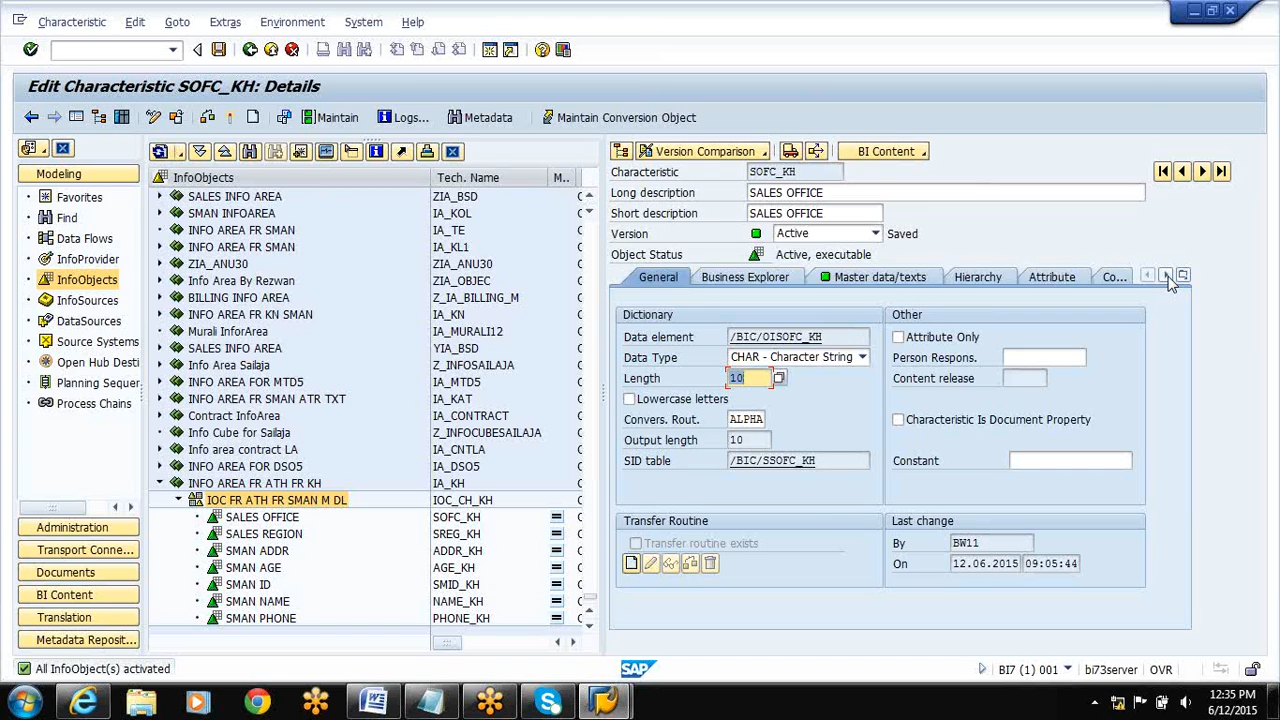 Characteristic Edit Goto Extras Environment System Help
Edit Characteristic SOFC_KH: Details
Maintain Logs... Metadata Maintain Conversion Object
Modeling
Favorites
Find
Data Flows
InfoProvider
InfoObjects
InfoSources
DataSources
Source Systems
Open Hub Desti
Planning Sequer
Process Chains
Administration
Transport Conne...
Documents
BI Content
Translation
Metadata Reposit...
InfoObjects Tech. Name M..
SALES INFO AREA ZIA_BSD C
SMAN INFOAREA IA_KOL C
INFO AREA FR SMAN IA_TE C
INFO AREA FR SMAN IA_KL1 C
ZIA_ANU30 ZIA_ANU30 C
Info Area By Rezwan ZIA_OBJEC C
BILLING INFO AREA Z_IA_BILLING_M C
INFO AREA FR KN SMAN IA_KN C
Murali InforArea IA_MURALI12 C
SALES INFO AREA YIA_BSD C
Info Area Sailaja Z_INFOSAILAJA C
INFO AREA FOR MTD5 IA_MTD5 C
INFO AREA FR SMAN ATR TXT IA_KAT C
Contract InfoArea IA_CONTRACT C
Info Cube for Sailaja Z_INFOCUBESAILAJA C
Info area contract LA IA_CNTLA C
INFO AREA FOR DSO5 IA_DSO5 C
INFO AREA FR ATH FR KH IA_KH C
IOC FR ATH FR SMAN M DL IOC_CH_KH C
SALES OFFICE SOFC_KH C
SALES REGION SREG_KH C
SMAN ADDR ADDR_KH C
SMAN AGE AGE_KH C
SMAN ID SMID_KH C
SMAN NAME NAME_KH C
SMAN PHONE PHONE_KH C
Version Comparison BI Content
Characteristic SOFC_KH
Long description SALES OFFICE
Short description SALES OFFICE
Version Active Saved
Object Status Active, executable
General Business Explorer Master data/texts Hierarchy Attribute Co...
Dictionary
Data element /BIC/OISOFC_KH
Data Type CHAR - Character String
Length 10
Lowercase letters
Convers. Rout. ALPHA
Output length 10
SID table /BIC/SSOFC_KH
Other
Attribute Only
Person Respons.
Content release
Characteristic Is Document Property
Constant
Transfer Routine
Transfer routine exists
Last change
By BW11
On 12.06.2015 09:05:44
All InfoObject(s) activated
SAP
BI7 (1) 001 bi73server OVR
12:35 PM
6/12/2015